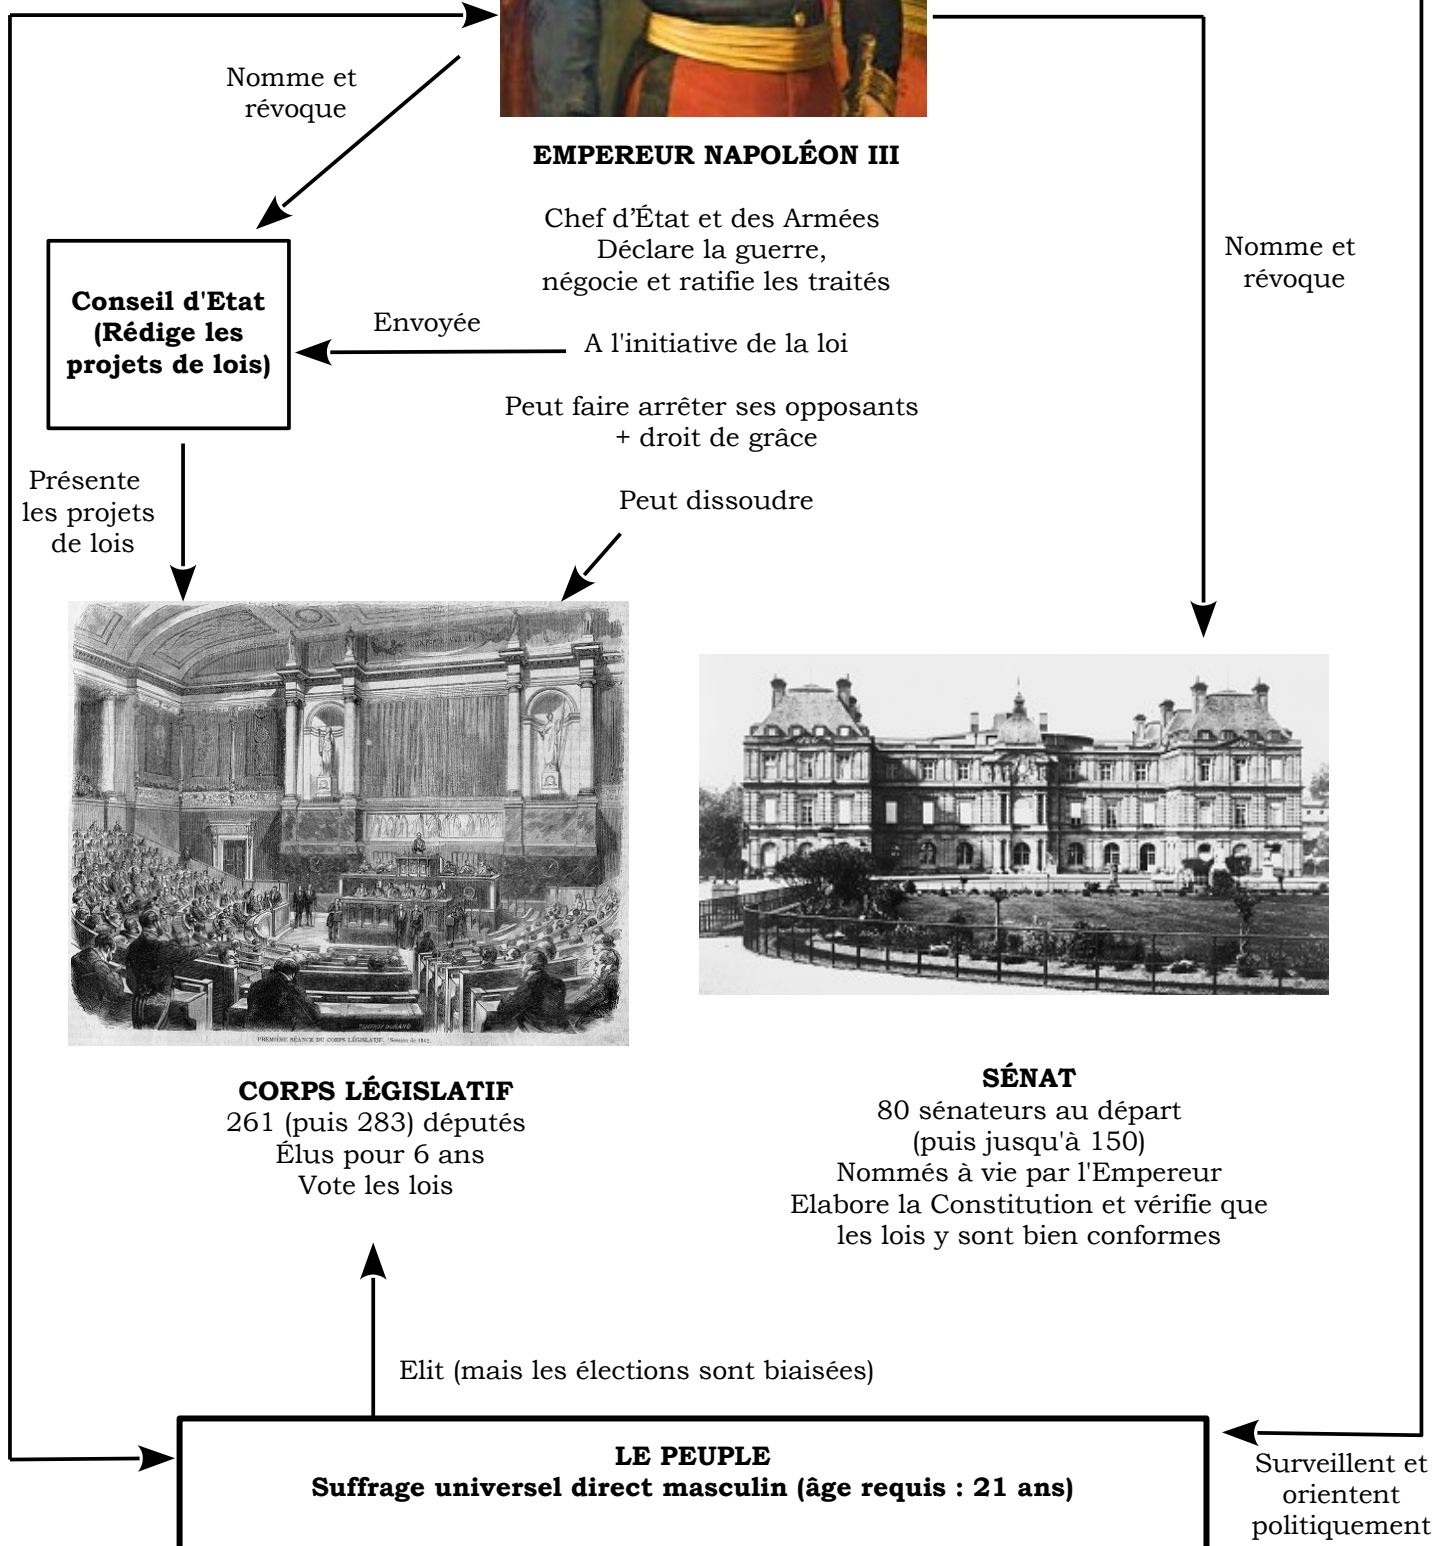 Nomme et
révoque
EMPEREUR NAPOLÉON III
Chef d’État et des Armées
Déclare la guerre,
négocie et ratifie les traités
Nomme et
révoque
Conseil d'Etat
(Rédige les
projets de lois)
Envoyée
A l'initiative de la loi
Peut faire arrêter ses opposants
+ droit de grâce
Présente
les projets
de lois
Peut dissoudre
PREMIÈRE SÉANCE DU CORPS LÉGISLATIF.
CORPS LÉGISLATIF
261 (puis 283) députés
Élus pour 6 ans
Vote les lois
SÉNAT
80 sénateurs au départ
(puis jusqu'à 150)
Nommés à vie par l'Empereur
Elabore la Constitution et vérifie que
les lois y sont bien conformes
Elit (mais les élections sont biaisées)
LE PEUPLE
Suffrage universel direct masculin (âge requis : 21 ans)
Surveillent et
orientent
politiquement